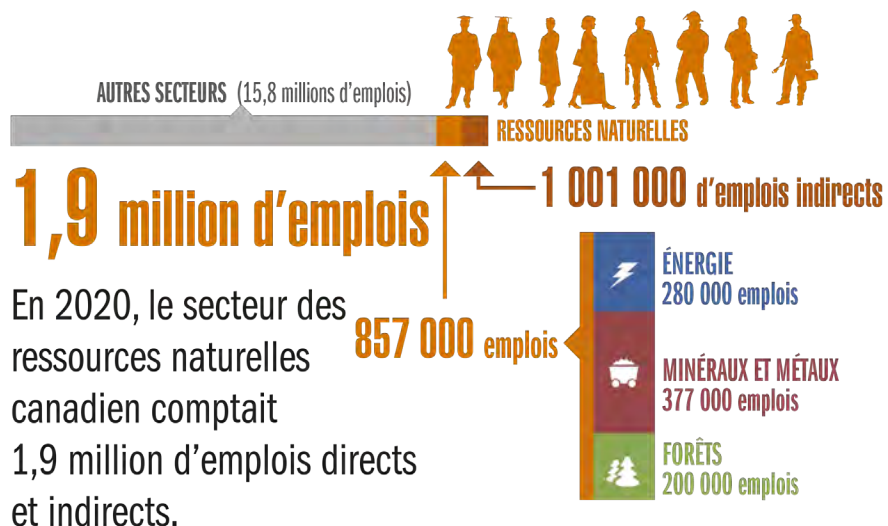 AUTRES SECTEURS (15,8 millions d'emplois)
RESSOURCES NATURELLES
1,9 million d'emplois
1 001 000 d'emplois indirects
En 2020, le secteur des
ressources naturelles
canadien comptait
1,9 million d'emplois directs
et indirects.
857 000 emplois
ÉNERGIE
280 000 emplois
MINÉRAUX ET MÉTAUX
377 000 emplois
FORÊTS
200 000 emplois